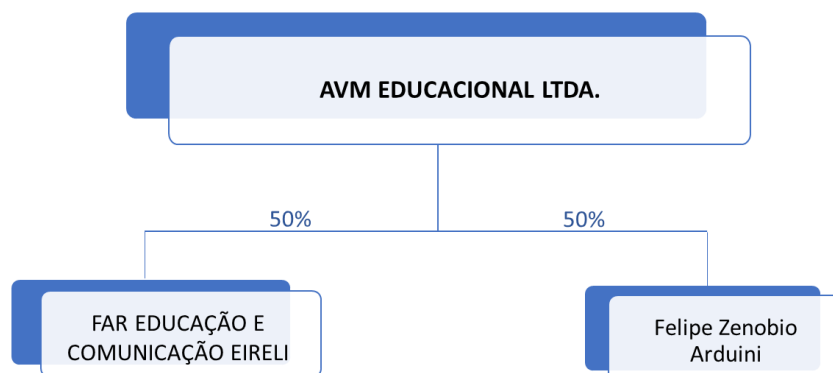 AVM EDUCACIONAL LTDA.
50%
50%
FAR EDUCAÇÃO E
COMUNICAÇÃO EIRELI
Felipe Zenobio
Arduini